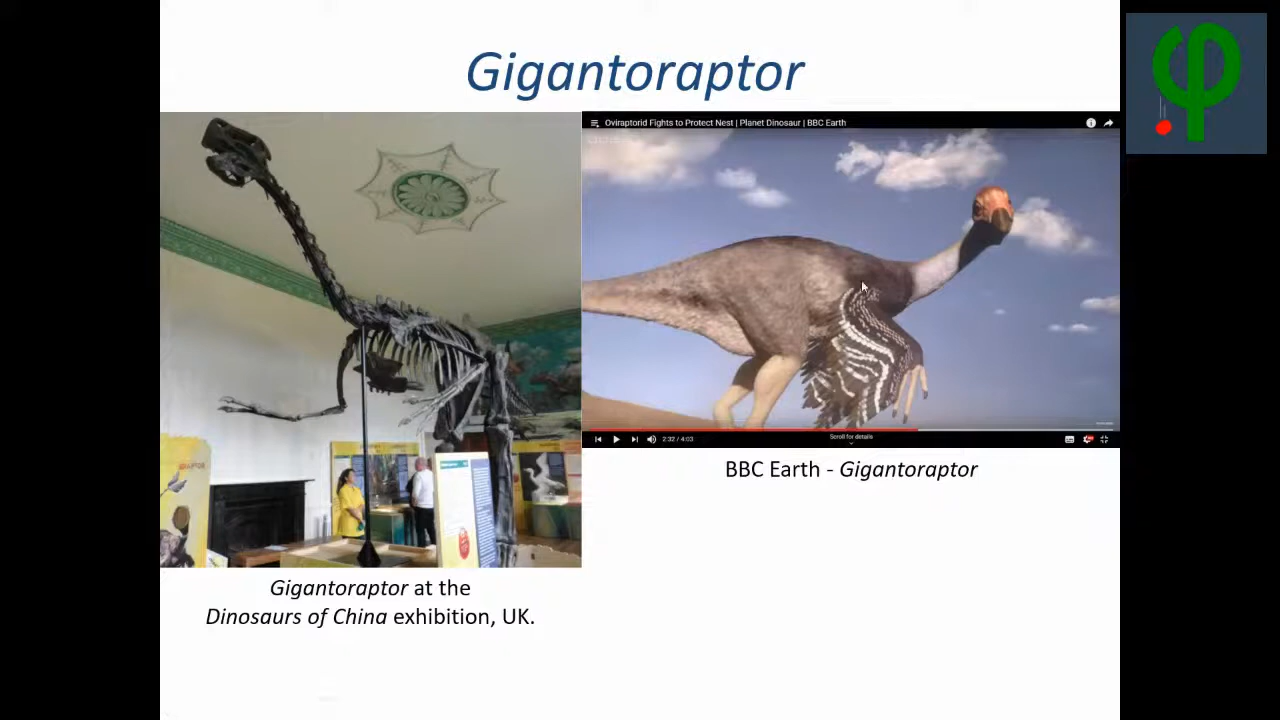 Gigantoraptor
Oviraptorid Fights to Protect Nest | Planet Dinosaur | BBC Earth
2:32 / 4:03
Scroll for details
BBC Earth - Gigantoraptor
Gigantoraptor at the
Dinosaurs of China exhibition, UK.